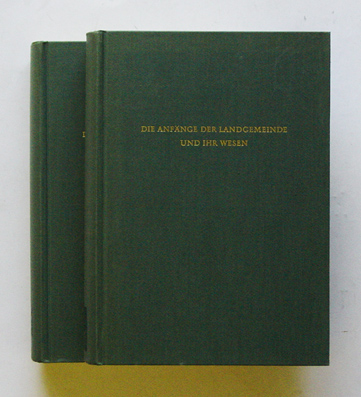 DIE ANFÄNGE DER LANDGEMEINDE
UND IHR WESEN